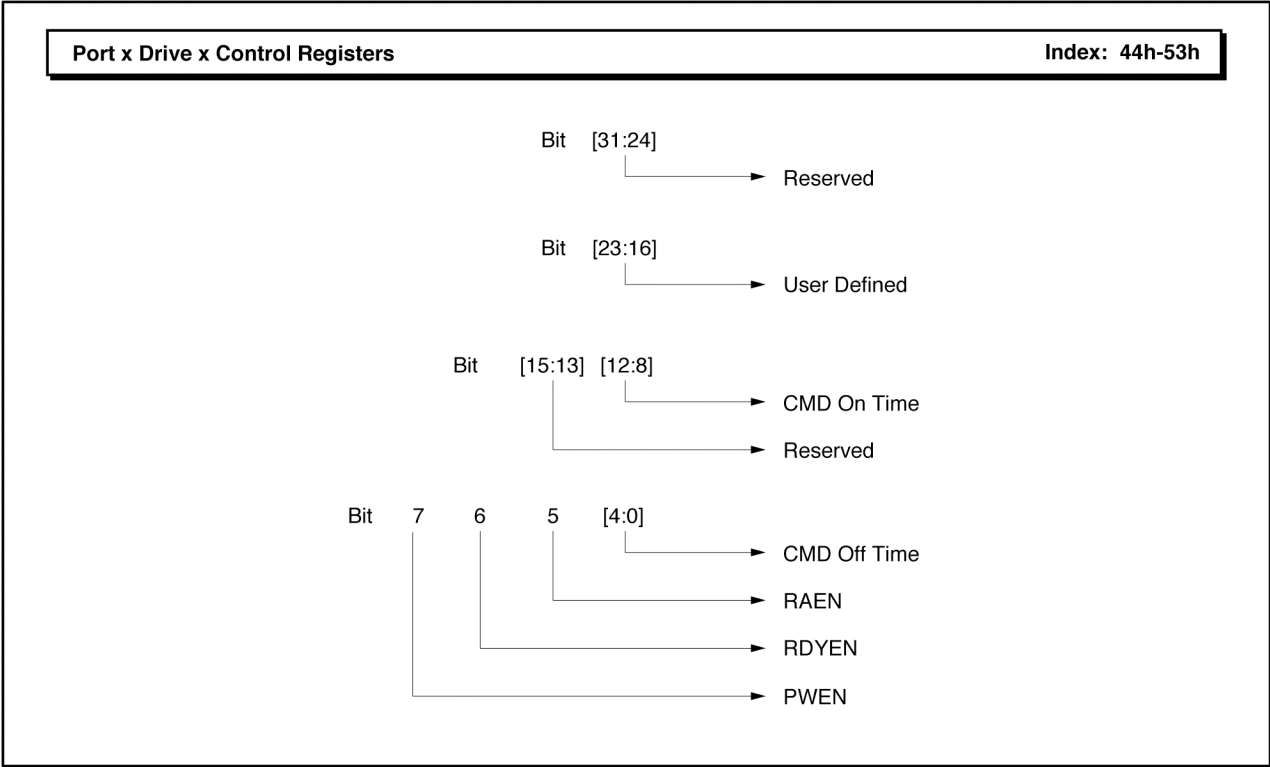 Port x Drive x Control Registers Index: 44h-53h
Bit [31:24]
Reserved
Bit [23:16]
User Defined
Bit [15:13] [12:8]
CMD On Time
Reserved
Bit 7 6 5 [4:0]
CMD Off Time
RAEN
RDYEN
PWEN